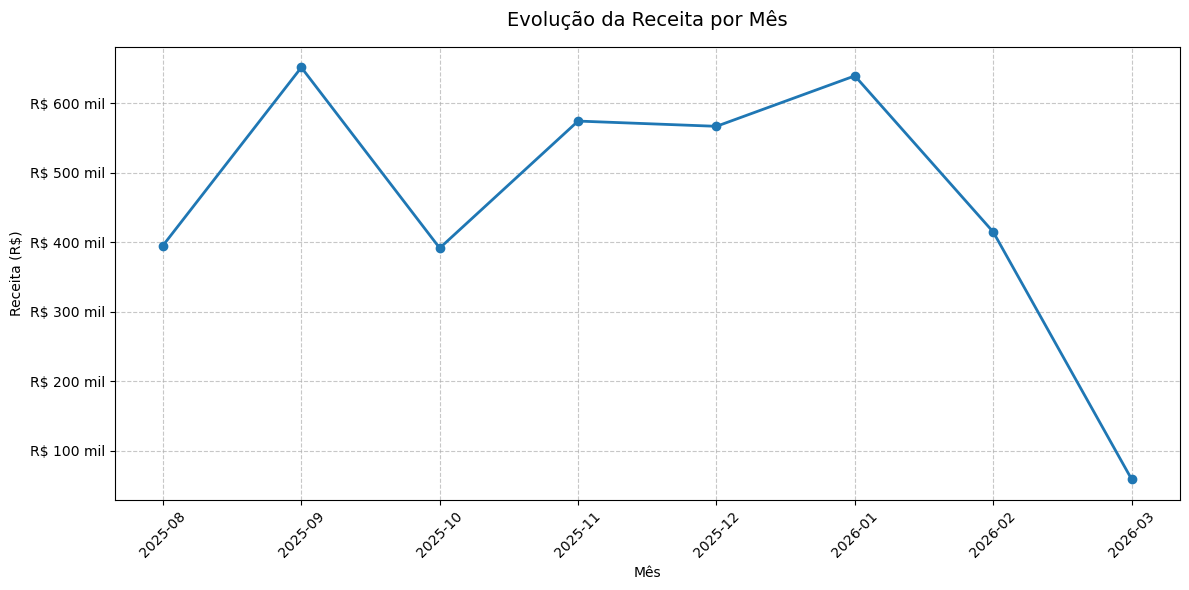 Evolução da Receita por Mês
R$ 600 mil
R$ 500 mil
R$ 400 mil
R$ 300 mil
R$ 200 mil
R$ 100 mil
Receita (R$)
2025-08
2025-09
2025-10
2025-11
2025-12
2026-01
2026-02
2026-03
Mês